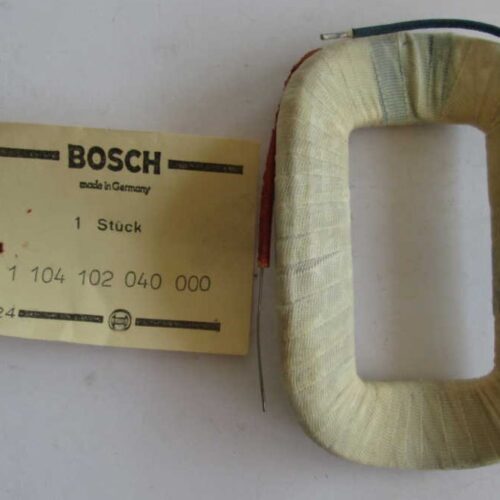 BOSCH
made in Germany
1 Stück
1 104 102 040 000
24